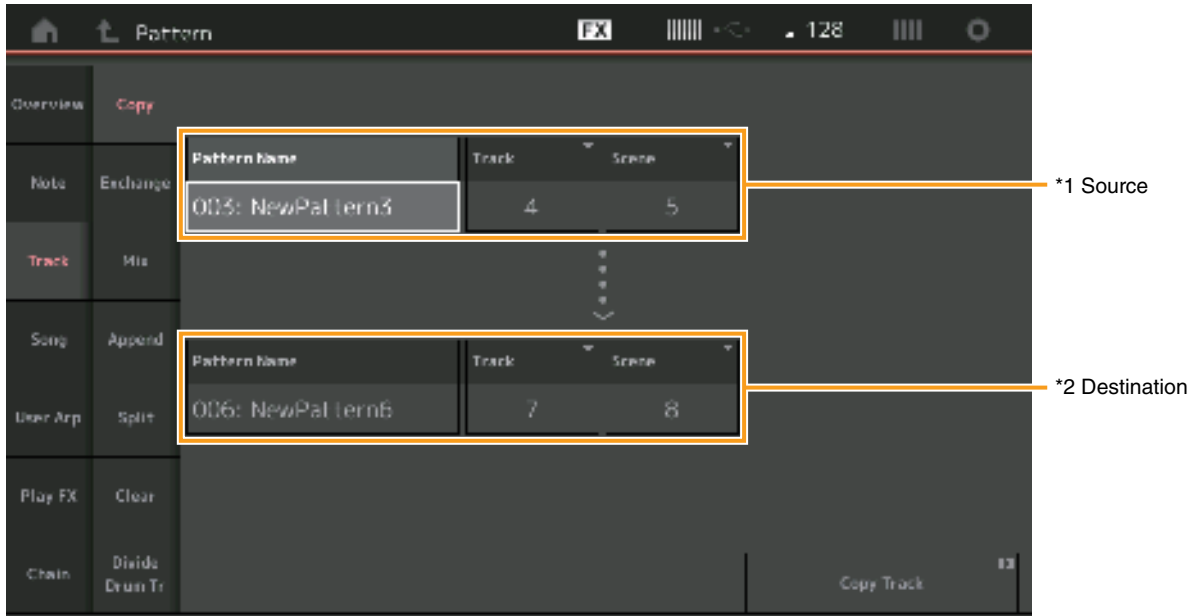 Pattern FX 128
Overview Copy
Pattern Name Track Scene
Note Exchange
003: NewPattern3 4 5
*1 Source
Track Mix
Song Append
Pattern Name Track Scene
006: NewPattern6 7 8
*2 Destination
User Arp Split
Play FX Clear
Chain Divide
Drum Tr
Copy Track